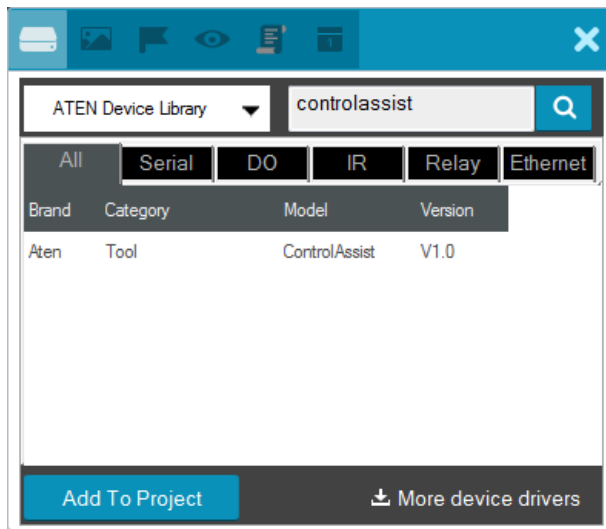 1
ATEN Device Library
controlassist
All Serial DO IR Relay Ethernet
Brand Category Model Version
Aten Tool ControlAssist V1.0
Add To Project More device drivers